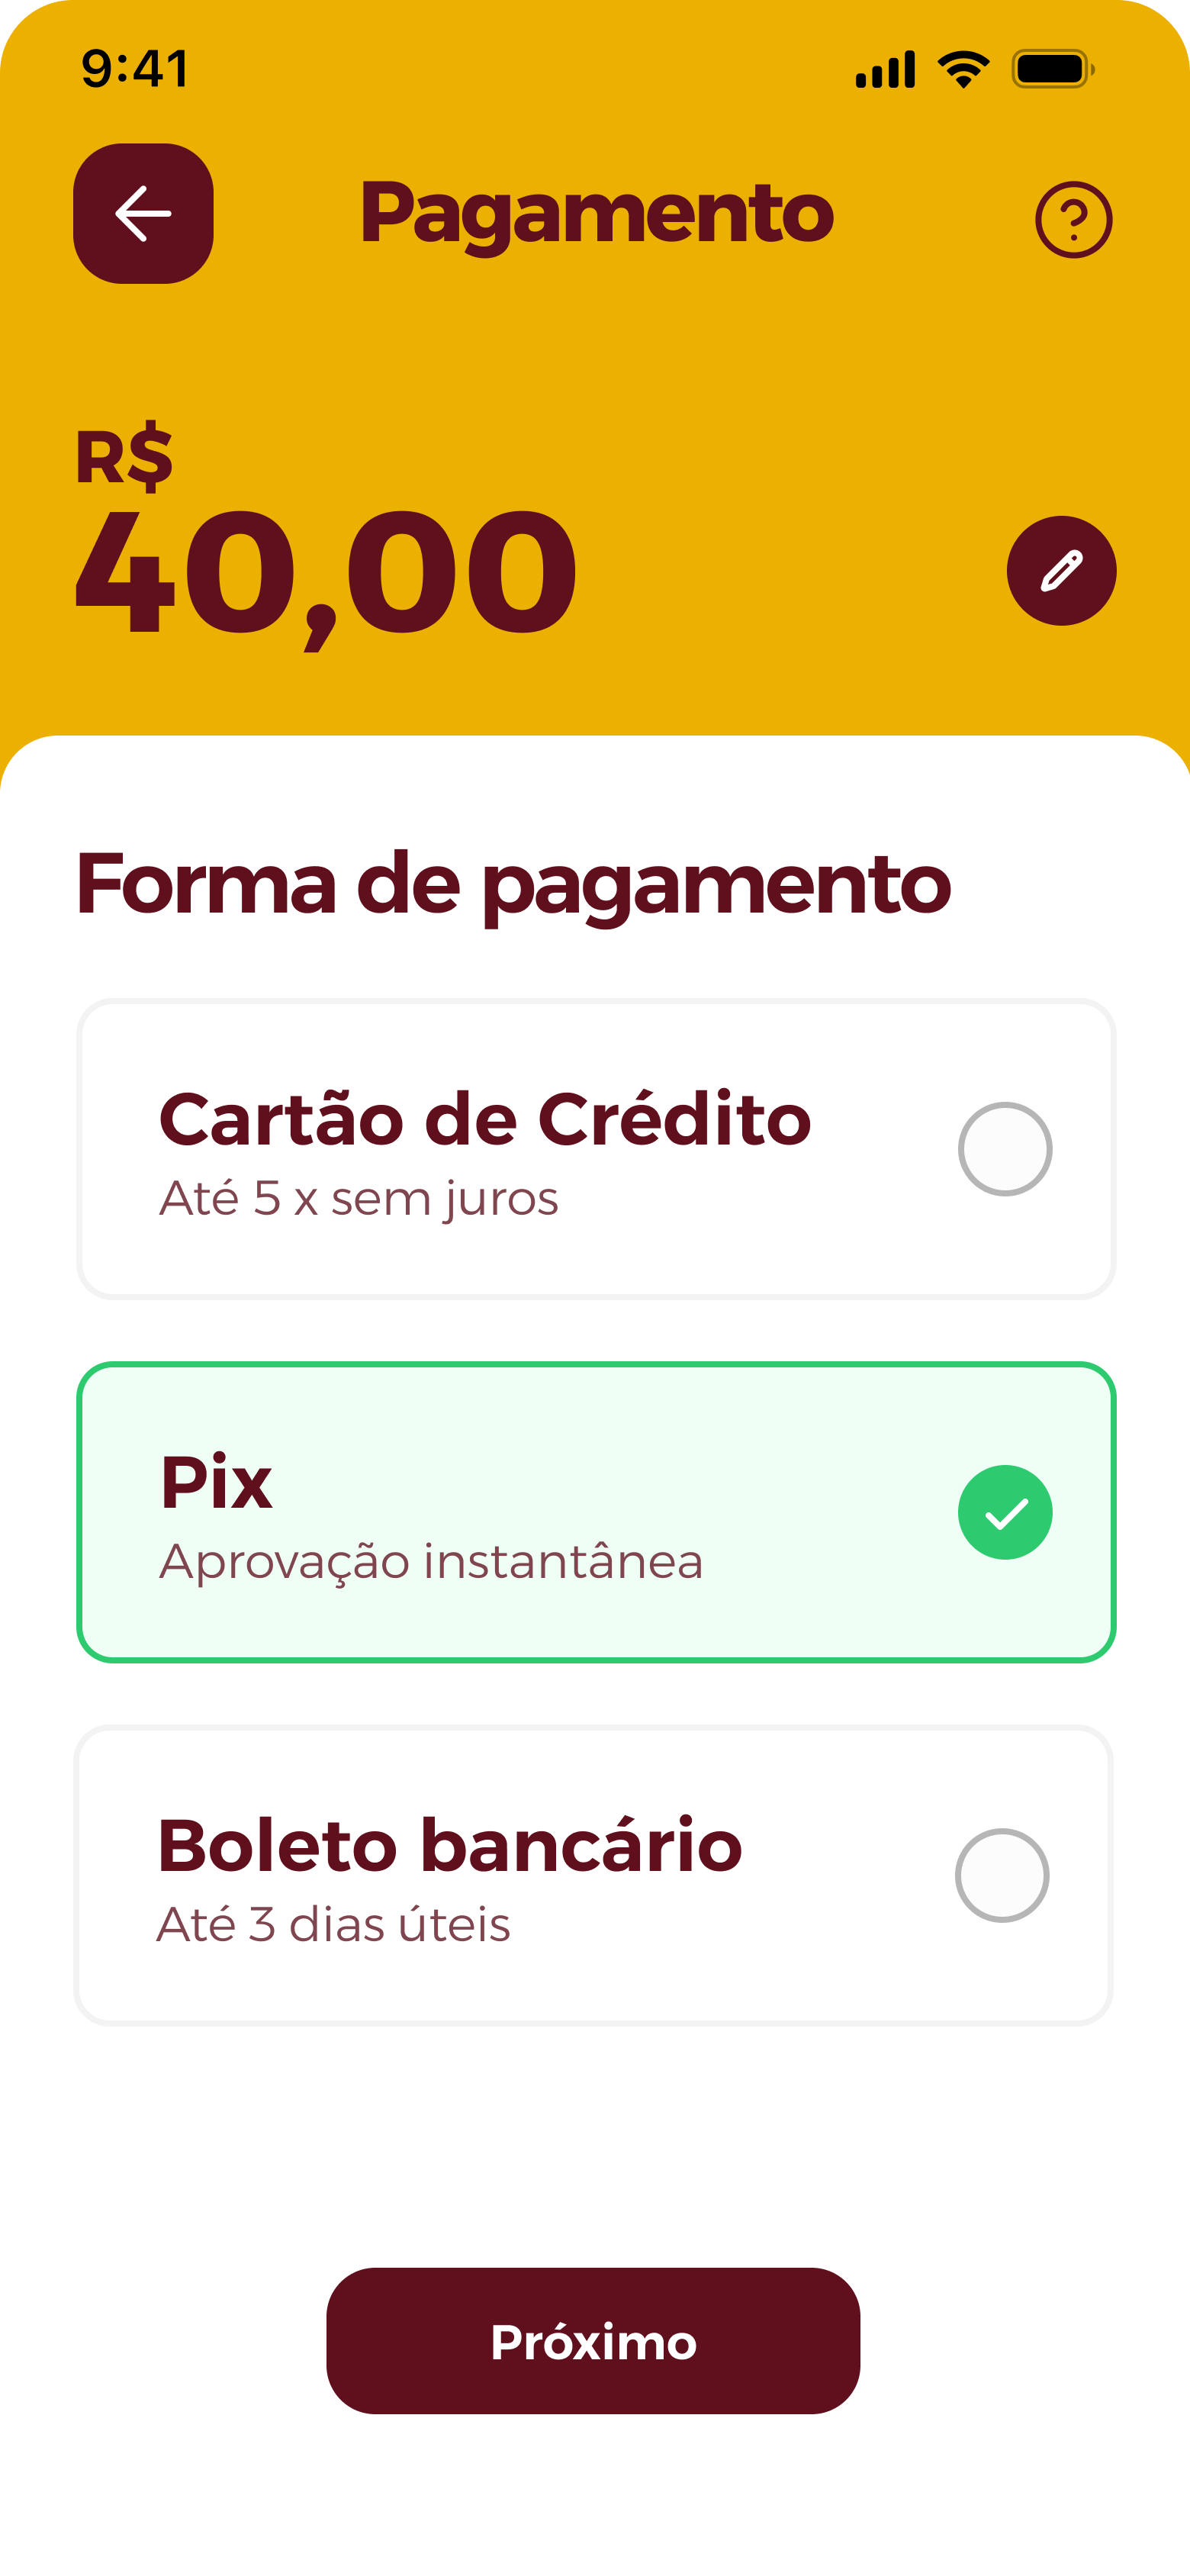 9:41
Pagamento
R$
40,00
Forma de pagamento
Cartão de Crédito
Até 5 x sem juros
Pix
Aprovação instantânea
Boleto bancário
Até 3 dias úteis
Próximo